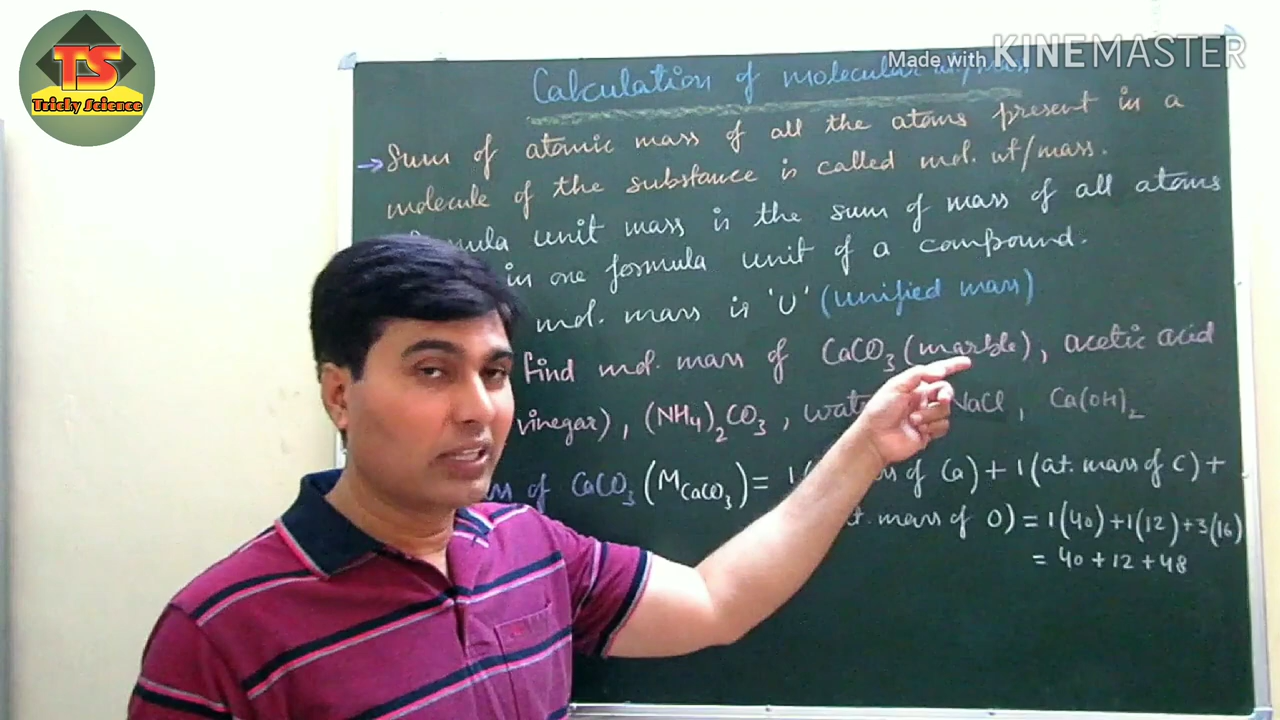 TS
Tricky Science
Made with KINEMASTER
Calculation of molecular
→ Sum of atomic mass of all the atoms present in a
molecule of the substance is called mol. wt/mass.
unit mass is the sum of mass of all atoms
in one formula unit of a compound.
mol. mass is 'U' (unified mass)
find mol. mass of CaCO₃ (marble), acetic acid
vinegar), (NH₄)₂CO₃, NaCl, Ca(OH)₂
of CaCO₃ (M CaCO₃) = 1( of Ca) + 1 (at. mass of C) +
mass of O) = 1(40) +1(12) +3(16)
= 40 + 12 + 48